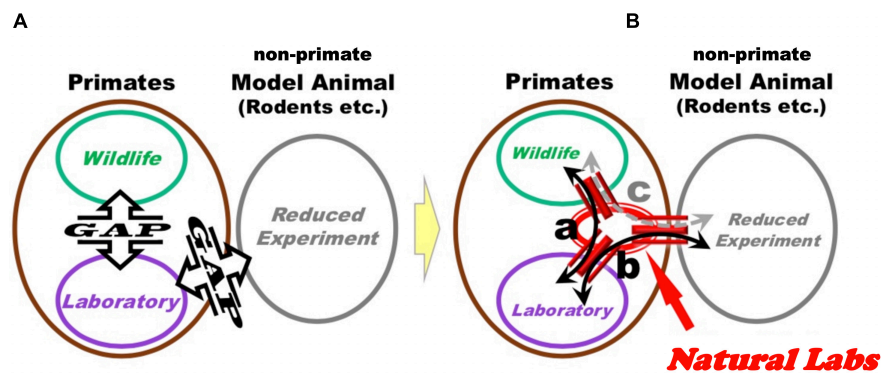 A
Primates
non-primate
Model Animal
(Rodents etc.)
Wildlife
GAP
Laboratory
GAP
Reduced
Experiment
B
Primates
non-primate
Model Animal
(Rodents etc.)
Wildlife
c
a
b
Laboratory
Reduced
Experiment
Natural Labs